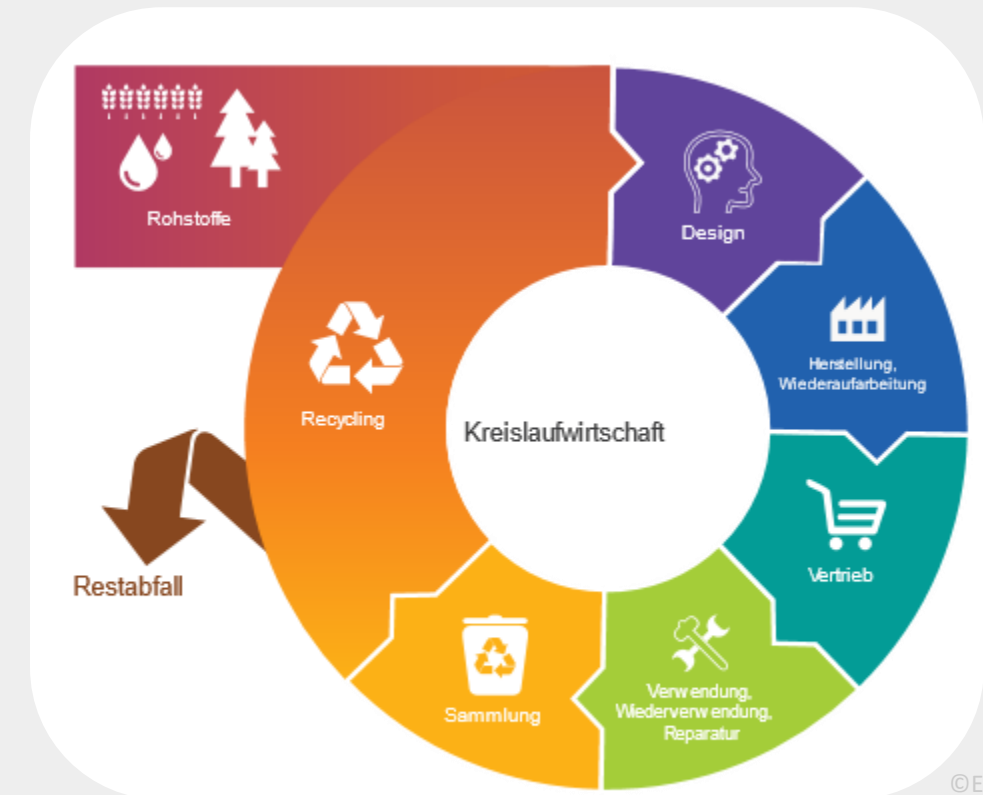 Rohstoffe
Design
Herstellung,
Wiederaufarbeitung
Recycling
Kreislaufwirtschaft
Vertrieb
Restabfall
Verwendung,
Wiederverwendung,
Reparatur
Sammlung
©E